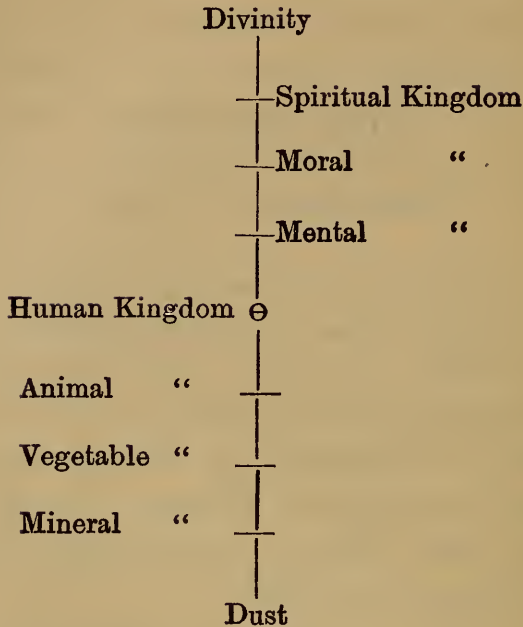 Divinity
Spiritual Kingdom
Moral “
Mental “
Human Kingdom Θ
Animal “
Vegetable “
Mineral “
Dust